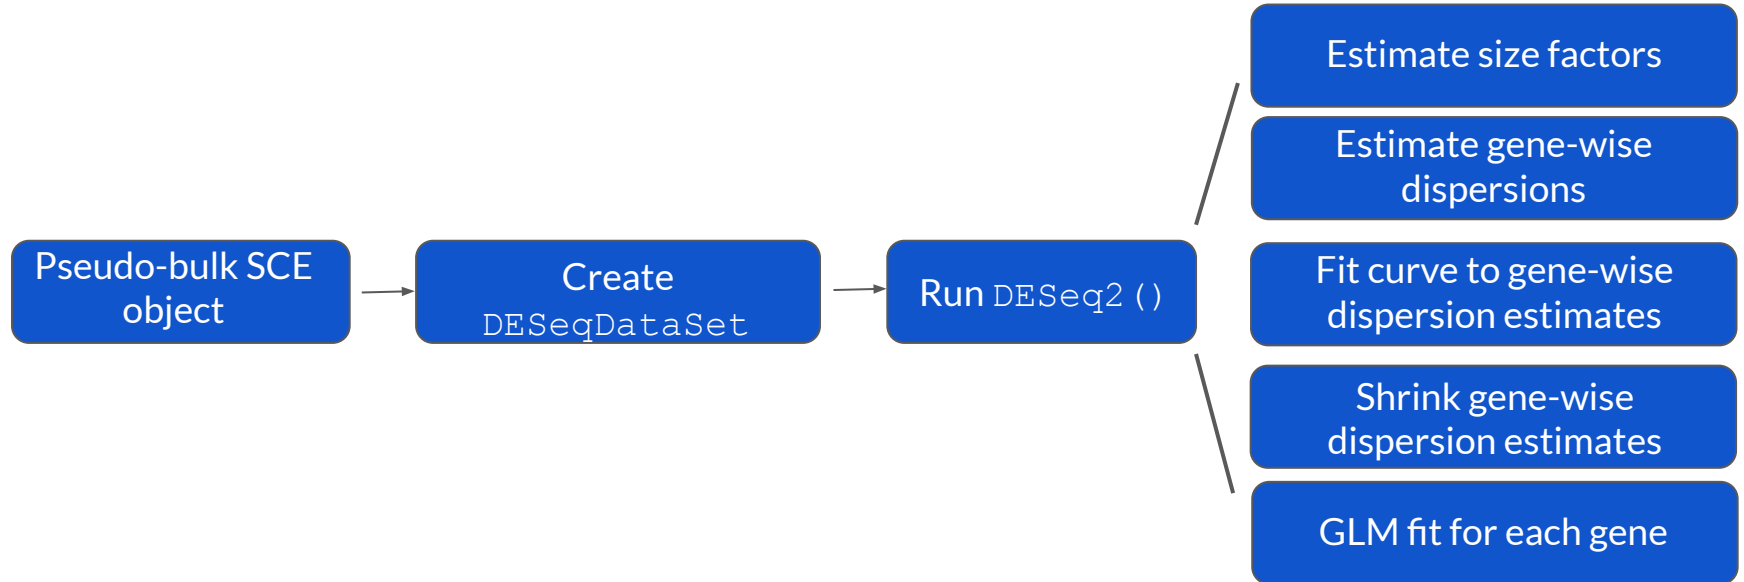 Pseudo-bulk SCE
object
Create
DESeqDataSet
Run DESeq2()
Estimate size factors
Estimate gene-wise
dispersions
Fit curve to gene-wise
dispersion estimates
Shrink gene-wise
dispersion estimates
GLM fit for each gene